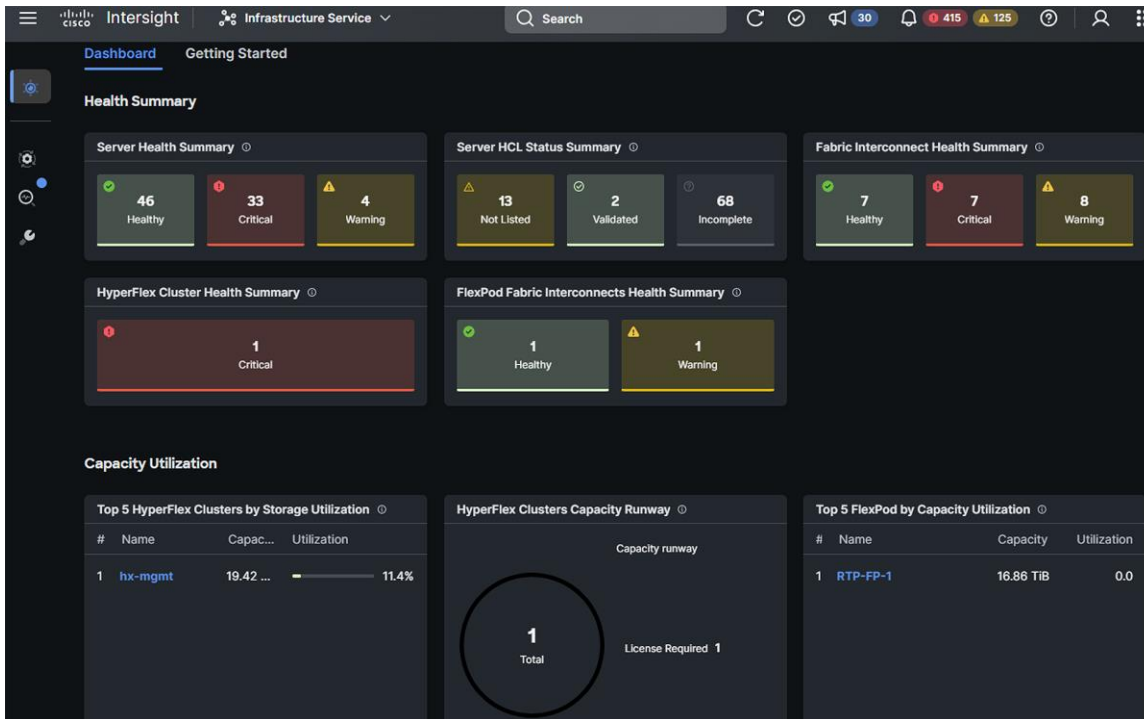 CISCO Intersight Infrastructure Service Search 30 415 125
Dashboard Getting Started
Health Summary
Server Health Summary
46
Healthy
33
Critical
4
Warning
Server HCL Status Summary
13
Not Listed
2
Validated
68
Incomplete
Fabric Interconnect Health Summary
7
Healthy
7
Critical
8
Warning
HyperFlex Cluster Health Summary
1
Critical
FlexPod Fabric Interconnects Health Summary
1
Healthy
1
Warning
Capacity Utilization
Top 5 HyperFlex Clusters by Storage Utilization
# Name Capac... Utilization
1 hx-mgmt 19.42 ... 11.4%
HyperFlex Clusters Capacity Runway
Capacity runway
1
Total
License Required 1
Top 5 FlexPod by Capacity Utilization
# Name Capacity Utilization
1 RTP-FP-1 16.86 TiB 0.0